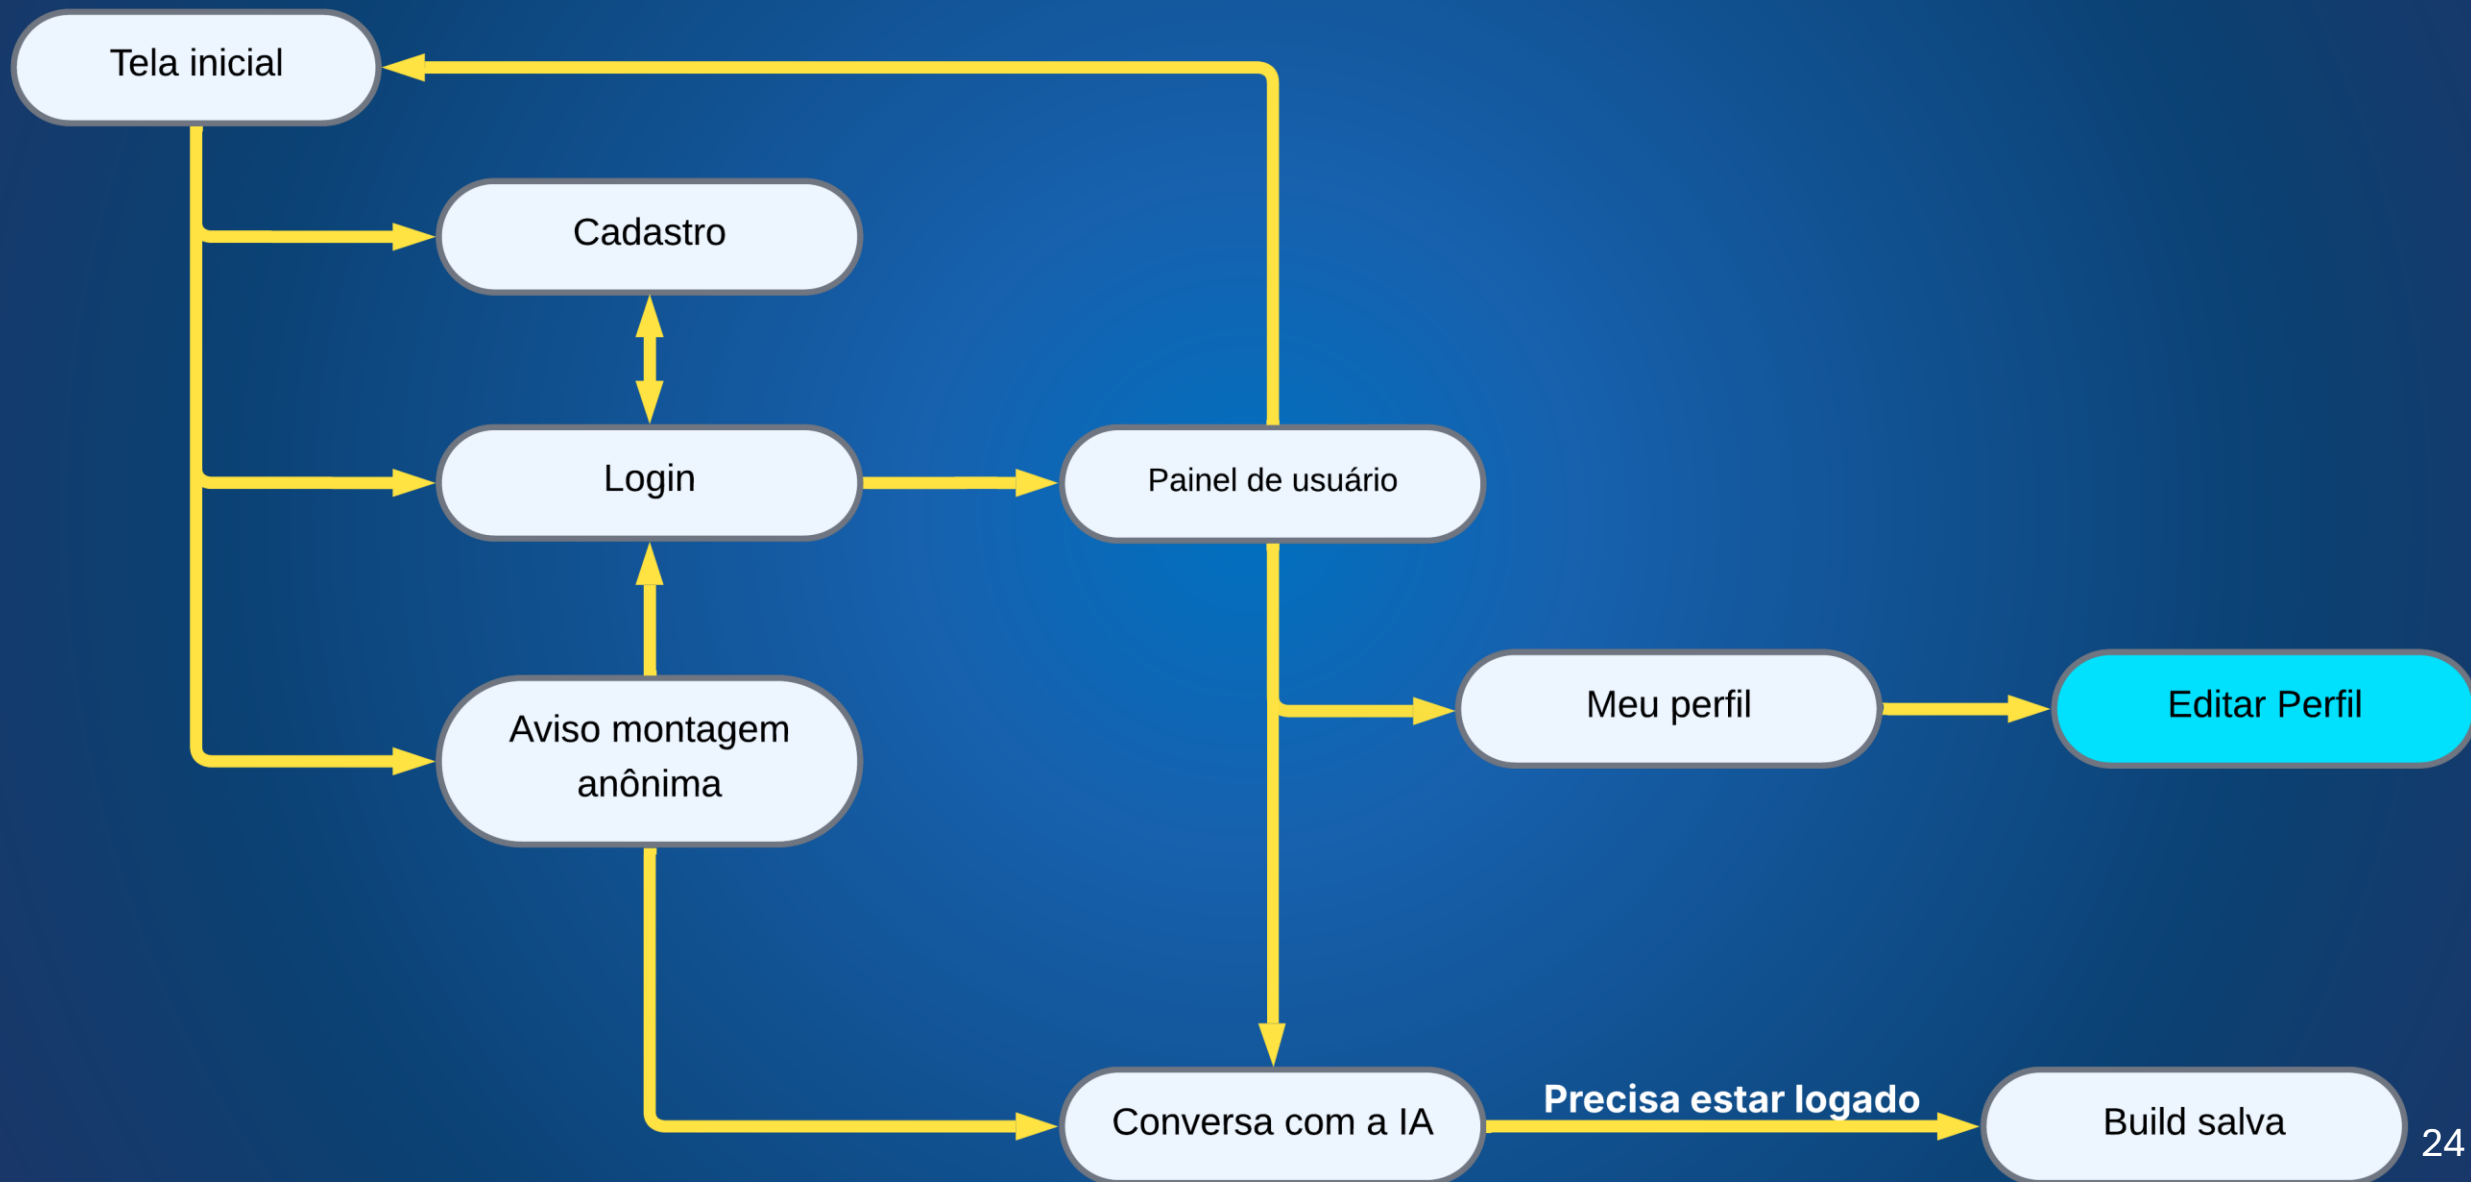 Tela inicial
Cadastro
Login
Painel de usuário
Aviso montagem
anônima
Meu perfil
Editar Perfil
Conversa com a IA
Precisa estar logado
Build salva
24